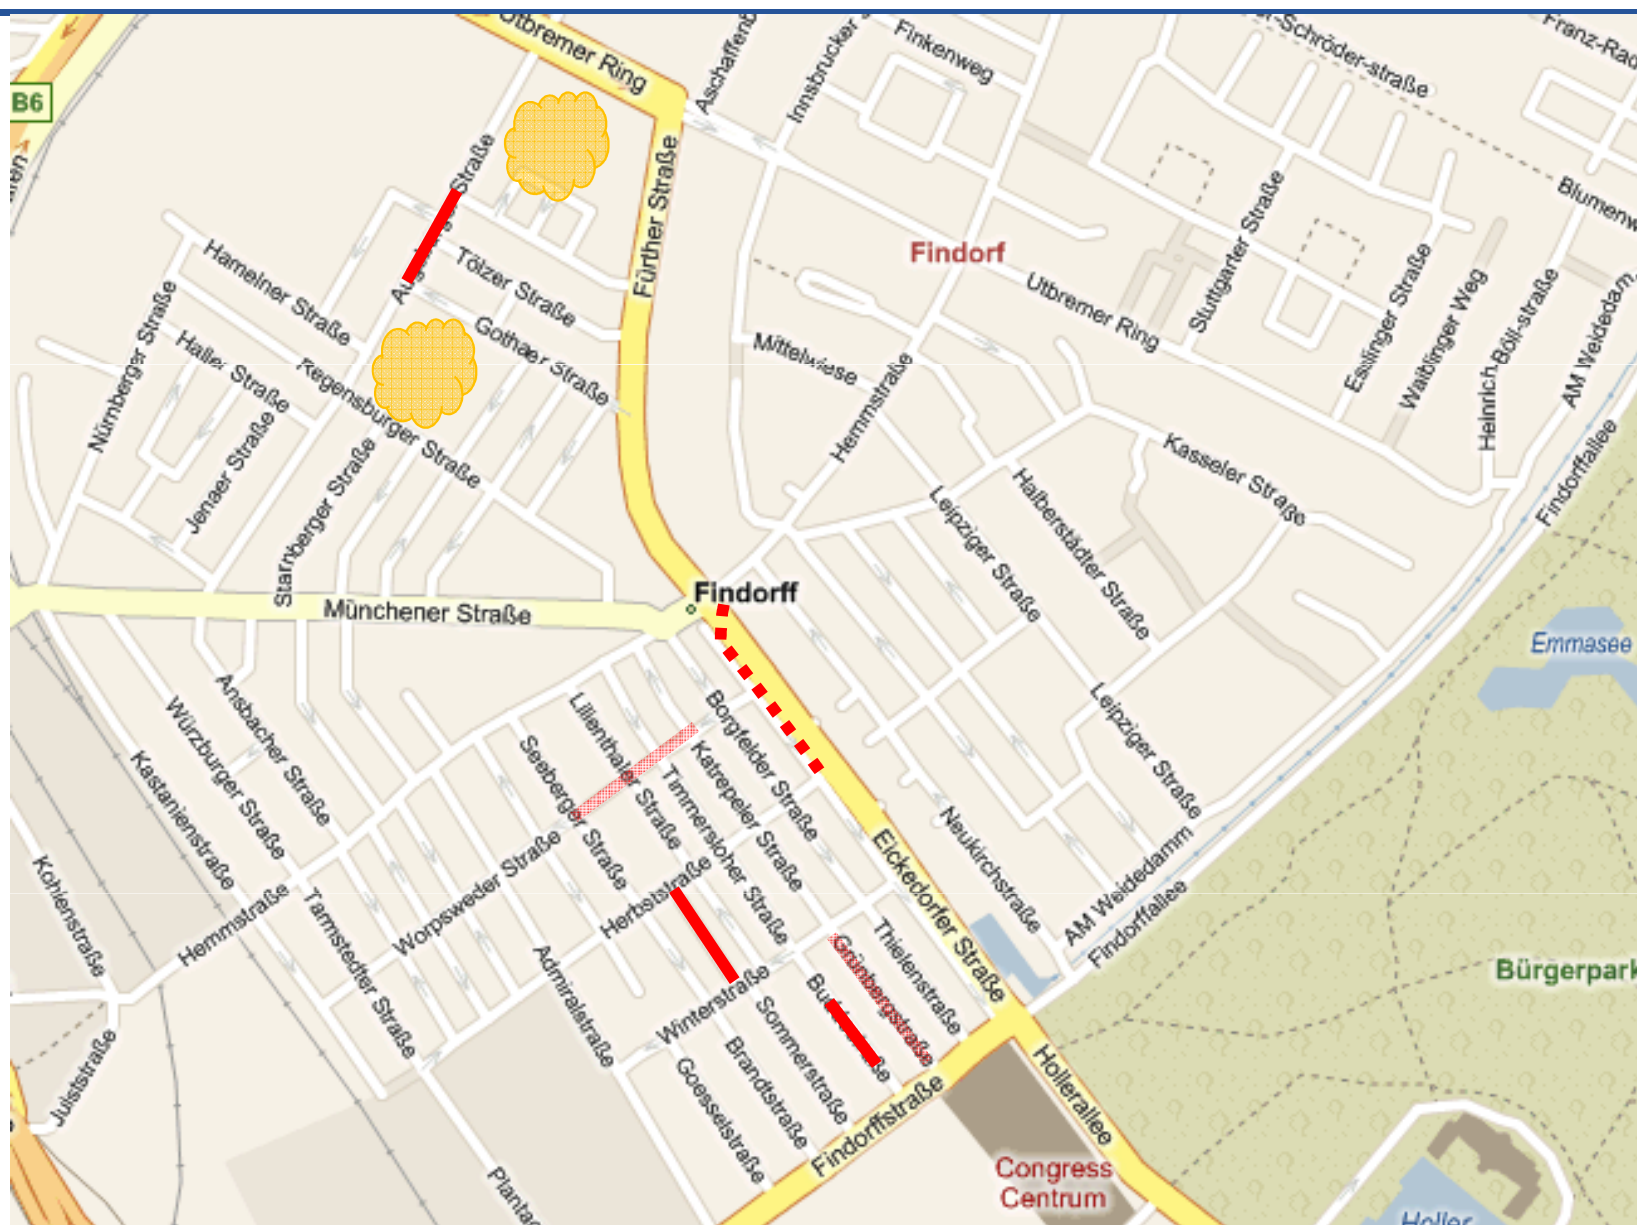 Utbremer Ring
Aschaffenb
Innsbrucker S
Finkenweg
er-Schröder-straße
Franz-Rad
B6
Straße
Fürther Straße
Findorf
Stuttgarter Straße
Blumenw
Hamelner Straße
Tölzer Straße
Utbremer Ring
Esslinger Straße
Waiblinger Weg
Heinrich-Böll-straße
AM Weidedam
Nürnberger Straße
Haller Straße
Regensburger Straße
Gothaer Straße
Mittelwiese
Hemmstraße
Jenaer Straße
Starnberger Straße
Kasseler Straße
Findorffallee
Leipziger Straße
Halberstädter Straße
Findorff
Münchener Straße
Emmasee
Ansbacher Straße
Würzburger Straße
Kastanienstraße
Lilienthaler Straße
Seeberger Straße
Borgfelder Straße
Katrepeler Straße
Timmersloher Straße
Leipziger Straße
Kohlenstraße
Hemmstraße
Tarmstedter Straße
Worpsweder Straße
Herbststraße
Eickedorfer Straße
Neukirchstraße
AM Weidedamm
Findorffallee
Admiralstraße
Winterstraße
Thielenstraße
Grünbergstraße
Bürgerpark
Juiststraße
Goesselstraße
Brandtstraße
Sommerstraße
Findorffstraße
Hollerallee
Planta
Congress
Centrum
Holler